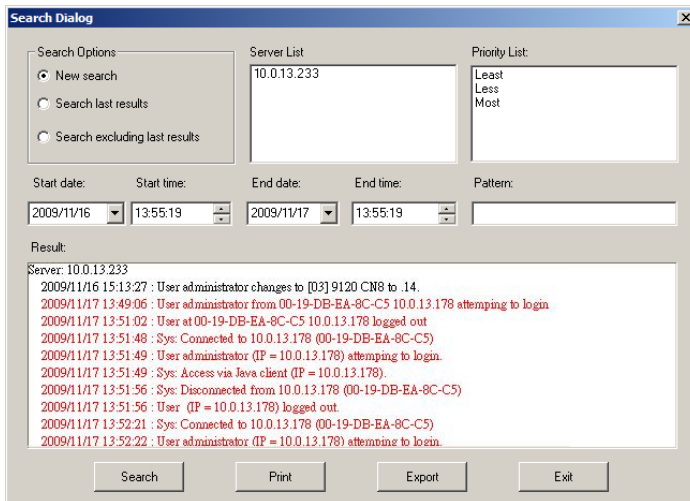 Search Dialog
Search Options
New search
Search last results
Search excluding last results
Server List
10.0.13.233
Priority List:
Least
Less
Most
Start date:
Start time:
End date:
End time:
Pattern:
2009/11/16
13:55:19
2009/11/17
13:55:19
Result:
Server: 10.0.13.233
2009/11/16 15:13:27 : User administrator changes to [03] 9120 CN8 to .14.
2009/11/17 13:49:06 : User administrator from 00-19-DB-EA-8C-C5 10.0.13.178 attemping to login
2009/11/17 13:51:02 : User at 00-19-DB-EA-8C-C5 10.0.13.178 logged out
2009/11/17 13:51:48 : Sys: Connected to 10.0.13.178 (00-19-DB-EA-8C-C5)
2009/11/17 13:51:49 : User administrator (IP = 10.0.13.178) attemping to login.
2009/11/17 13:51:49 : Sys: Access via Java client (IP = 10.0.13.178).
2009/11/17 13:51:56 : Sys: Disconnected from 10.0.13.178 (00-19-DB-EA-8C-C5)
2009/11/17 13:51:56 : User (IP = 10.0.13.178) logged out.
2009/11/17 13:52:21 : Sys: Connected to 10.0.13.178 (00-19-DB-EA-8C-C5)
2009/11/17 13:52:22 : User administrator (IP = 10.0.13.178) attemping to login.
Search
Print
Export
Exit